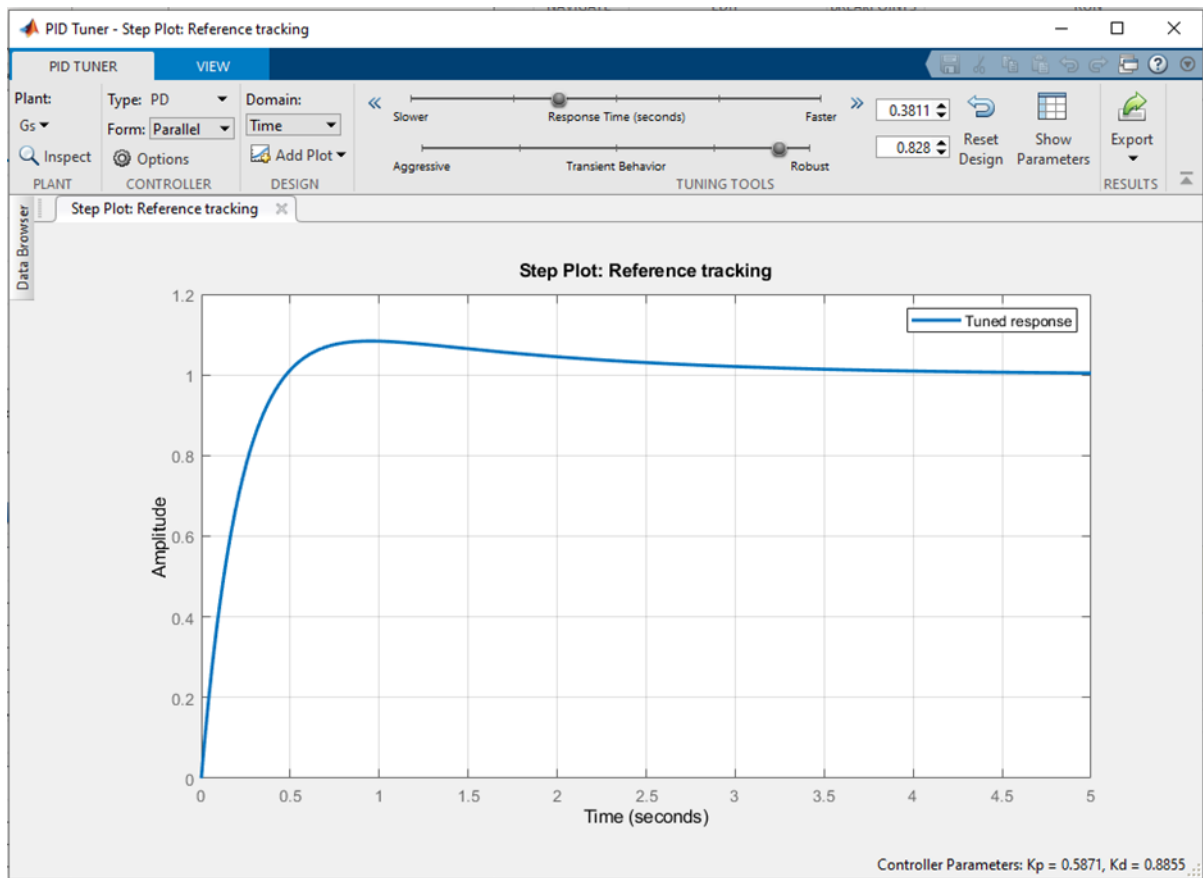 PID Tuner - Step Plot: Reference tracking
PID TUNER VIEW
Plant: Type: PD Domain:
Gs Form: Parallel Time
Inspect Options Add Plot
PLANT CONTROLLER DESIGN
Slower Response Time (seconds) Faster 0.3811
Aggressive Transient Behavior Robust 0.828
Reset Design Show Parameters Export
TUNING TOOLS RESULTS
Data Browser
Step Plot: Reference tracking
Step Plot: Reference tracking
Tuned response
Amplitude
1.2
1
0.8
0.6
0.4
0.2
0
0 0.5 1 1.5 2 2.5 3 3.5 4 4.5 5
Time (seconds)
Controller Parameters: Kp = 0.5871, Kd = 0.8855